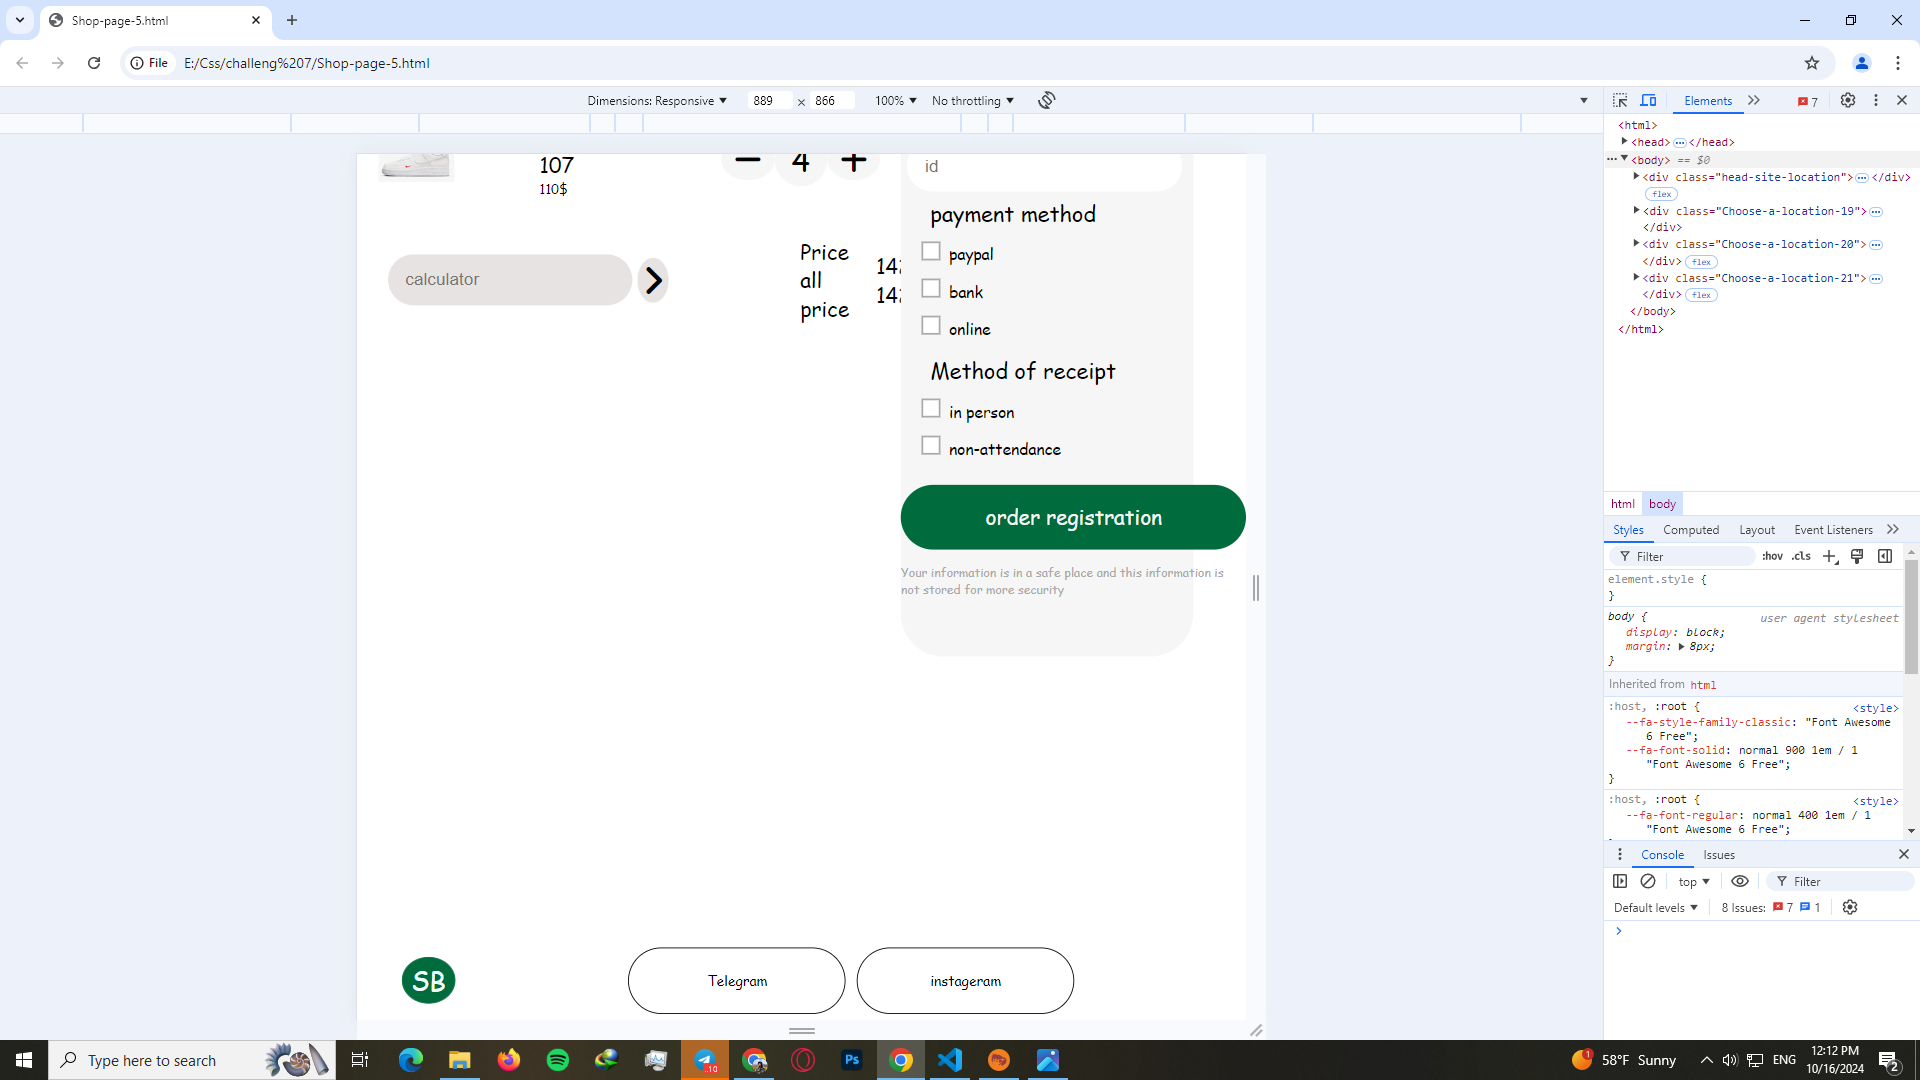 Shop-page-5.html
File
E:/Css/challeng%207/Shop-page-5.html
Dimensions: Responsive
889 x 866
100%
No throttling
Elements
7
<html>
<head> </head>
<body> == $0
<div class="head-site-location"> </div>
flex
<div class="Choose-a-location-19">
</div>
<div class="Choose-a-location-20">
</div> flex
<div class="Choose-a-location-21">
</div> flex
</body>
</html>
107
110$
4
id
payment method
paypal
bank
online
Method of receipt
in person
non-attendance
calculator
Price
all
price
order registration
Your information is in a safe place and this information is
not stored for more security
SB
Telegram
instageram
html body
Styles Computed Layout Event Listeners
Filter :hov .cls
element.style {
}
body { user agent stylesheet
display: block;
margin: 8px;
}
Inherited from html
:host, :root { <style>
--fa-style-family-classic: "Font Awesome
6 Free";
--fa-font-solid: normal 900 1em / 1
"Font Awesome 6 Free";
}
:host, :root { <style>
--fa-font-regular: normal 400 1em / 1
"Font Awesome 6 Free";
Console Issues
top Filter
Default levels 8 Issues: 7 1
Type here to search
Ps
..10
1
58°F Sunny
ENG
12:12 PM
10/16/2024
2